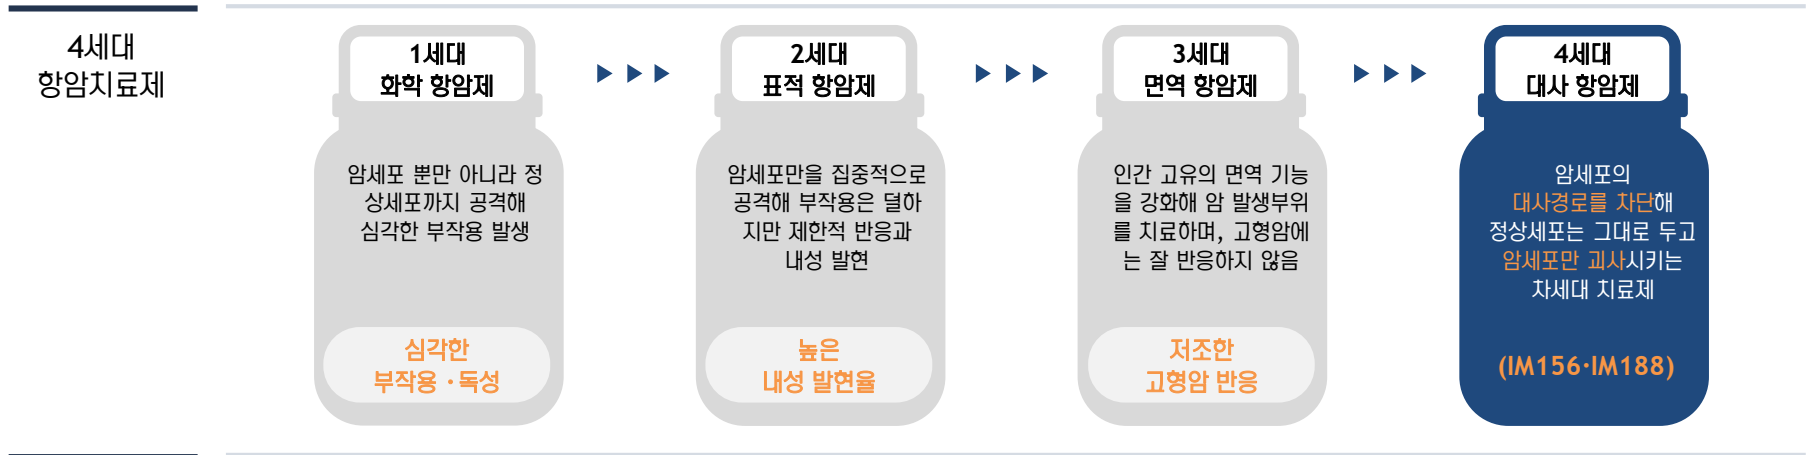 4세대
항암치료제
1세대
화학 항암제
암세포 뿐만 아니라 정
상세포까지 공격해
심각한 부작용 발생
심각한
부작용 ·독성
2세대
표적 항암제
암세포만을 집중적으로
공격해 부작용은 덜하
지만 제한적 반응과
내성 발현
높은
내성 발현율
3세대
면역 항암제
인간 고유의 면역 기능
을 강화해 암 발생부위
를 치료하며, 고형암에
는 잘 반응하지 않음
저조한
고형암 반응
4세대
대사 항암제
암세포의
대사경로를 차단해
정상세포는 그대로 두고
암세포만 괴사시키는
차세대 치료제
(IM156·IM188)